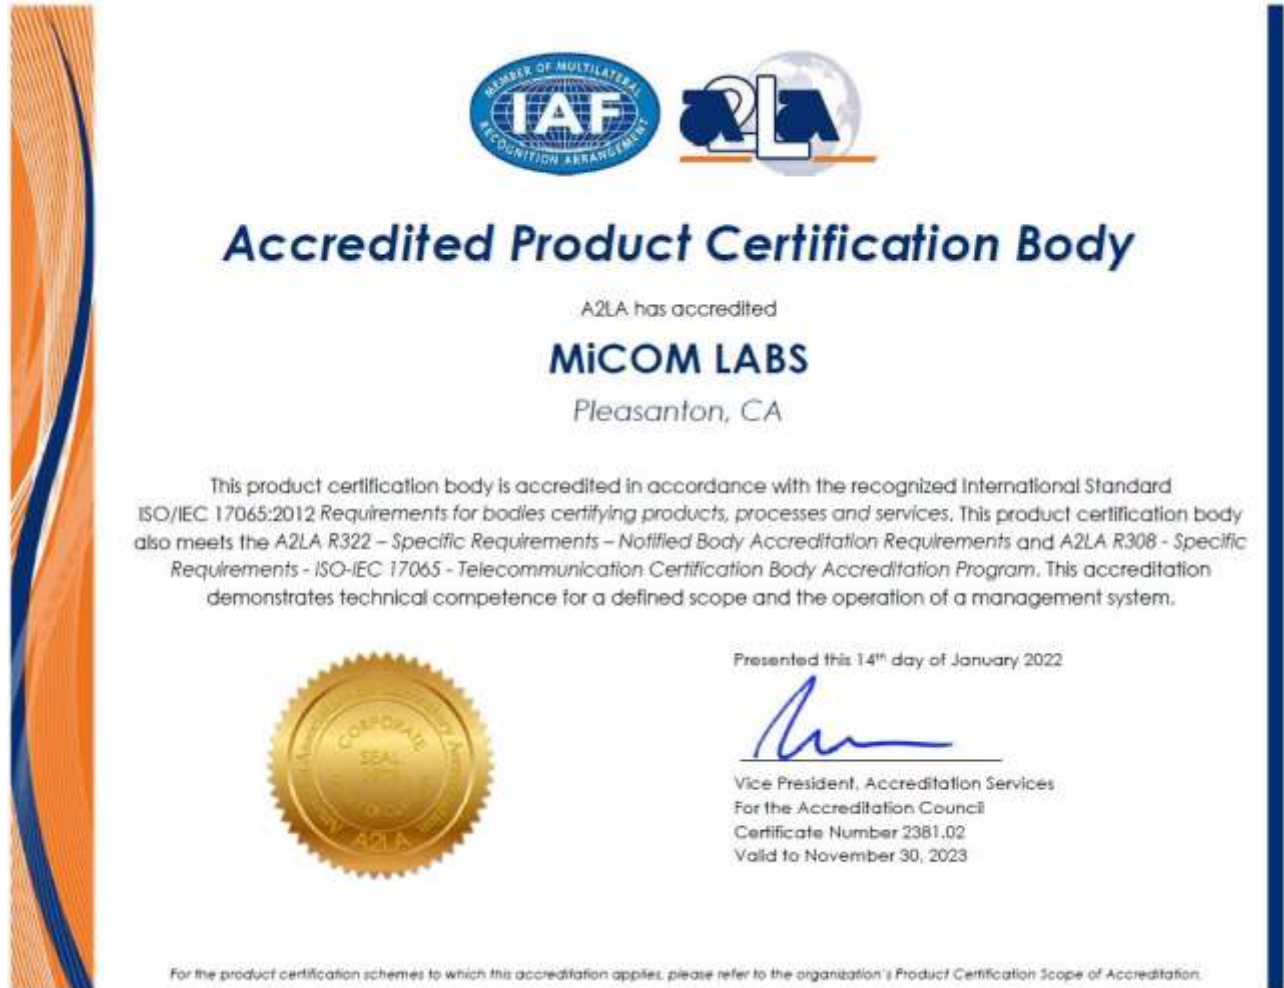 MEMBER OF MULTILATERAL
IAF
RECOGNITION ARRANGEMENT
A2LA
Accredited Product Certification Body
A2LA has accredited
MiCOM LABS
Pleasanton, CA
This product certification body is accredited in accordance with the recognized International Standard
ISO/IEC 17065:2012 Requirements for bodies certifying products, processes and services. This product certification body
also meets the A2LA R322 – Specific Requirements – Notified Body Accreditation Requirements and A2LA R308 - Specific
Requirements - ISO-IEC 17065 - Telecommunication Certification Body Accreditation Program. This accreditation
demonstrates technical competence for a defined scope and the operation of a management system.
CORPORATE
SEAL
A2LA
Presented this 14th day of January 2022
Vice President, Accreditation Services
For the Accreditation Council
Certificate Number 2381.02
Valid to November 30, 2023
For the product certification schemes to which this accreditation applies, please refer to the organization's Product Certification Scope of Accreditation.